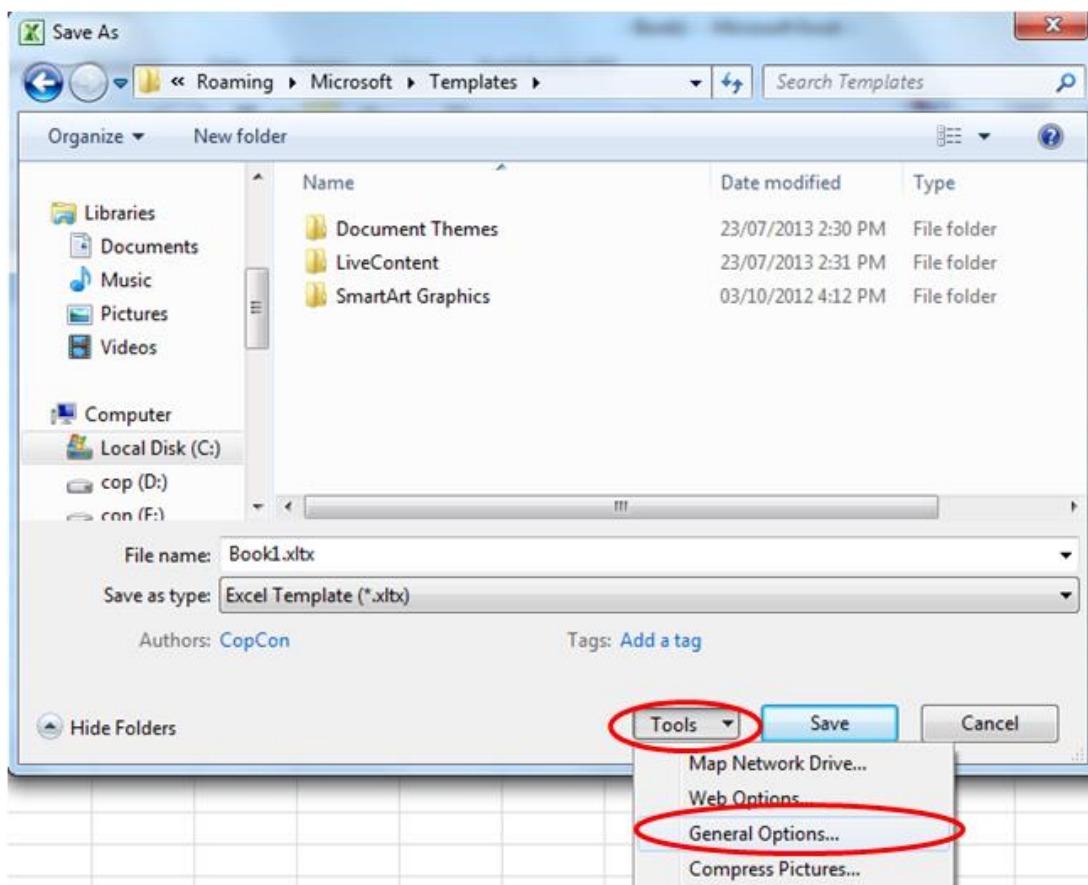 Save As
« Roaming Microsoft Templates Search Templates
Organize New folder
Name Date modified Type
Libraries
Documents
Music
Pictures
Videos
Computer
Local Disk (C:)
cop (D:)
Document Themes 23/07/2013 2:30 PM File folder
LiveContent 23/07/2013 2:31 PM File folder
SmartArt Graphics 03/10/2012 4:12 PM File folder
File name: Book1.xltx
Save as type: Excel Template (*.xltx)
Authors: CopCon Tags: Add a tag
Hide Folders Tools Save Cancel
Map Network Drive...
Web Options...
General Options...
Compress Pictures...